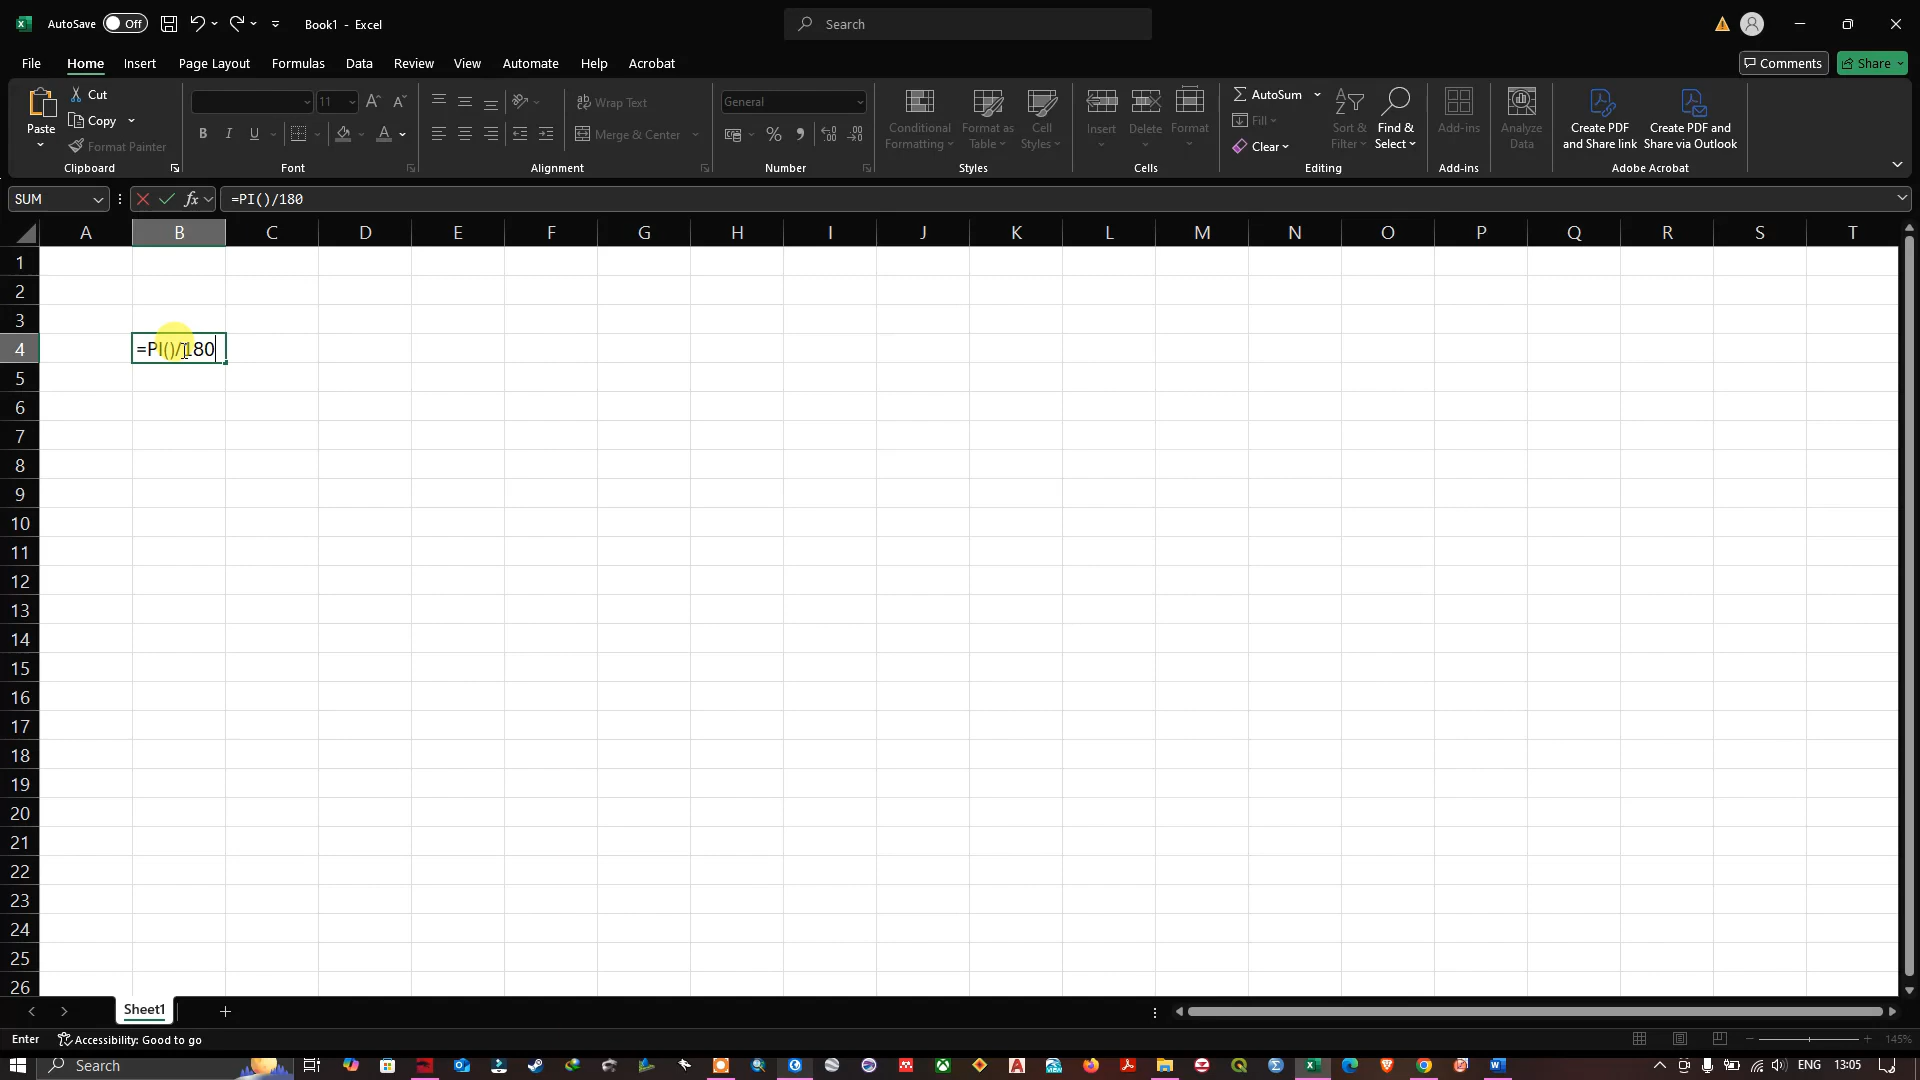 AutoSave Off Book1 - Excel Search
File Home Insert Page Layout Formulas Data Review View Automate Help Acrobat Comments Share
Paste Cut Copy Format Painter Clipboard
11 B I U A Font
Wrap Text Merge & Center Alignment
General % Number
Conditional Formatting Format as Table Cell Styles Styles
Insert Delete Format Cells
AutoSum Fill Clear Sort & Filter Find & Select Editing
Add-ins Add-ins
Analyze Data
Create PDF and Share link Create PDF and Share via Outlook Adobe Acrobat
SUM fx =PI()/180
A B C D E F G H I J K L M N O P Q R S T
1
2
3
4 =PI()/180
5
6
7
8
9
10
11
12
13
14
15
16
17
18
19
20
21
22
23
24
25
26
Sheet1
Enter Accessibility: Good to go 145%
Search ENG 13:05